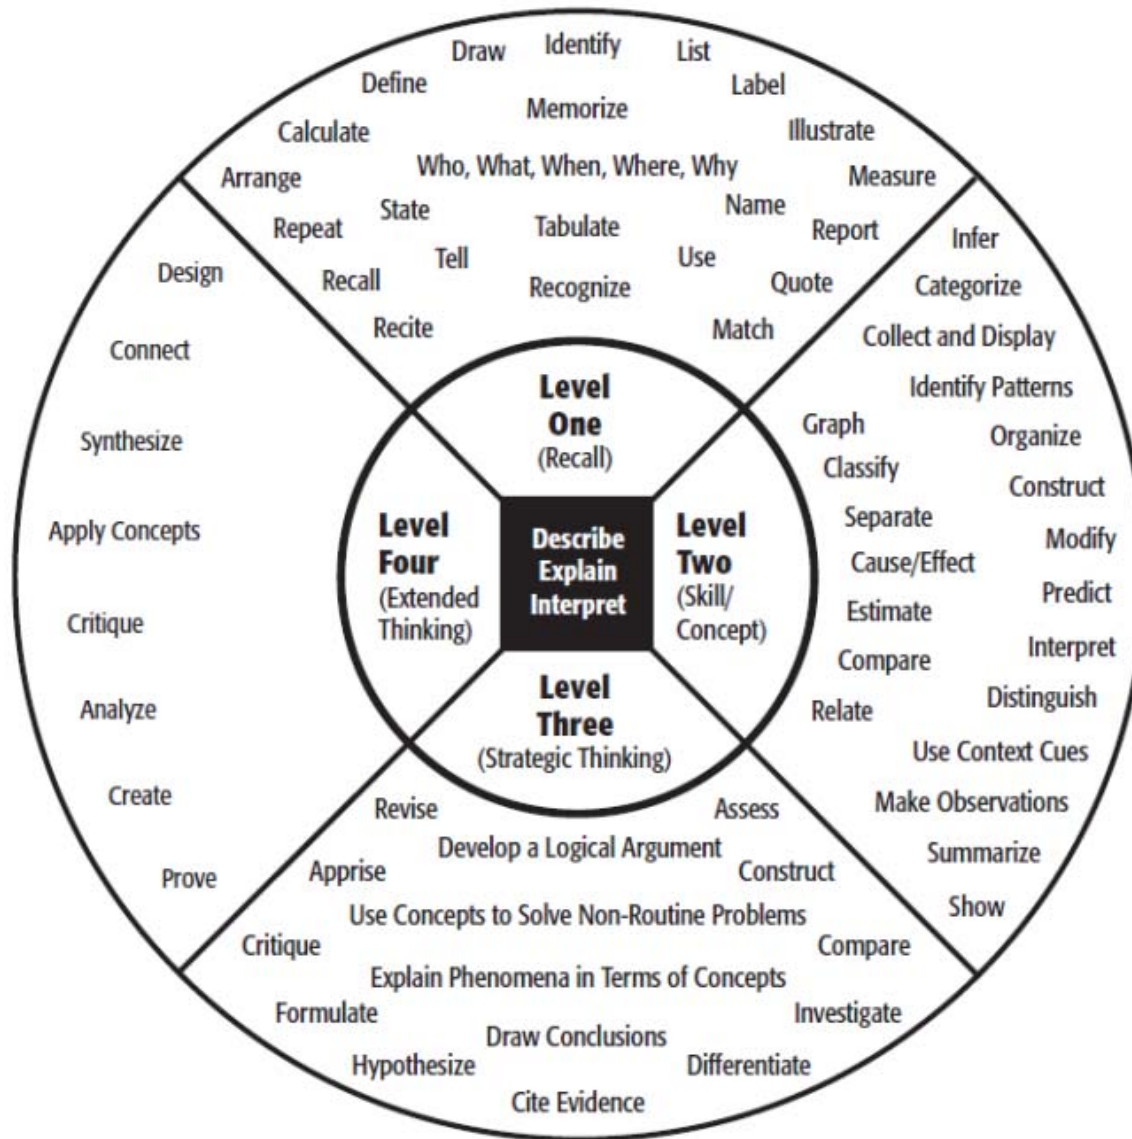 Draw
Identify
List
Define
Label
Memorize
Calculate
Illustrate
Who, What, When, Where, Why
Arrange
Measure
State
Name
Repeat
Tabulate
Report
Tell
Use
Recall
Recognize
Quote
Recite
Match
Level
One
(Recall)
Infer
Categorize
Collect and Display
Identify Patterns
Graph
Organize
Classify
Construct
Separate
Modify
Cause/Effect
Predict
Estimate
Interpret
Compare
Distinguish
Relate
Use Context Cues
Make Observations
Summarize
Show
Level
Two
(Skill/
Concept)
Describe
Explain
Interpret
Level
Three
(Strategic Thinking)
Revise
Assess
Develop a Logical Argument
Apprise
Construct
Use Concepts to Solve Non-Routine Problems
Critique
Compare
Explain Phenomena in Terms of Concepts
Formulate
Investigate
Draw Conclusions
Hypothesize
Differentiate
Cite Evidence
Level
Four
(Extended
Thinking)
Design
Connect
Synthesize
Apply Concepts
Critique
Analyze
Create
Prove